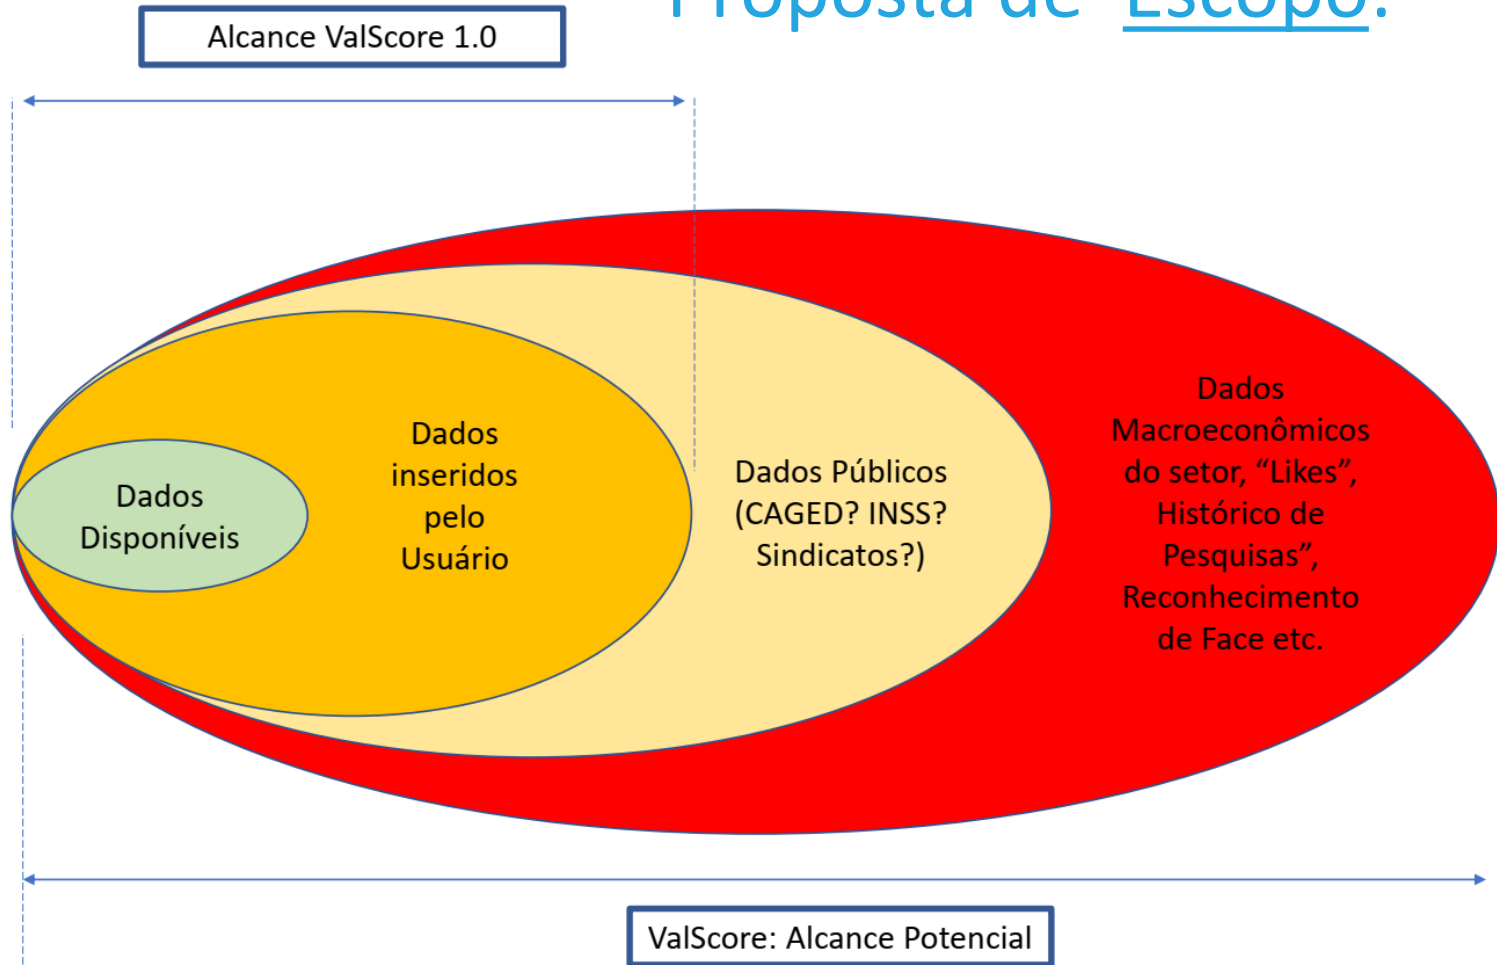 Proposta de Escopo:
Alcance ValScore 1.0
Dados
Disponíveis
Dados
inseridos
pelo
Usuário
Dados Públicos
(CAGED? INSS?
Sindicatos?)
Dados
Macroeconômicos
do setor, “Likes”,
Histórico de
Pesquisas”,
Reconhecimento
de Face etc.
ValScore: Alcance Potencial